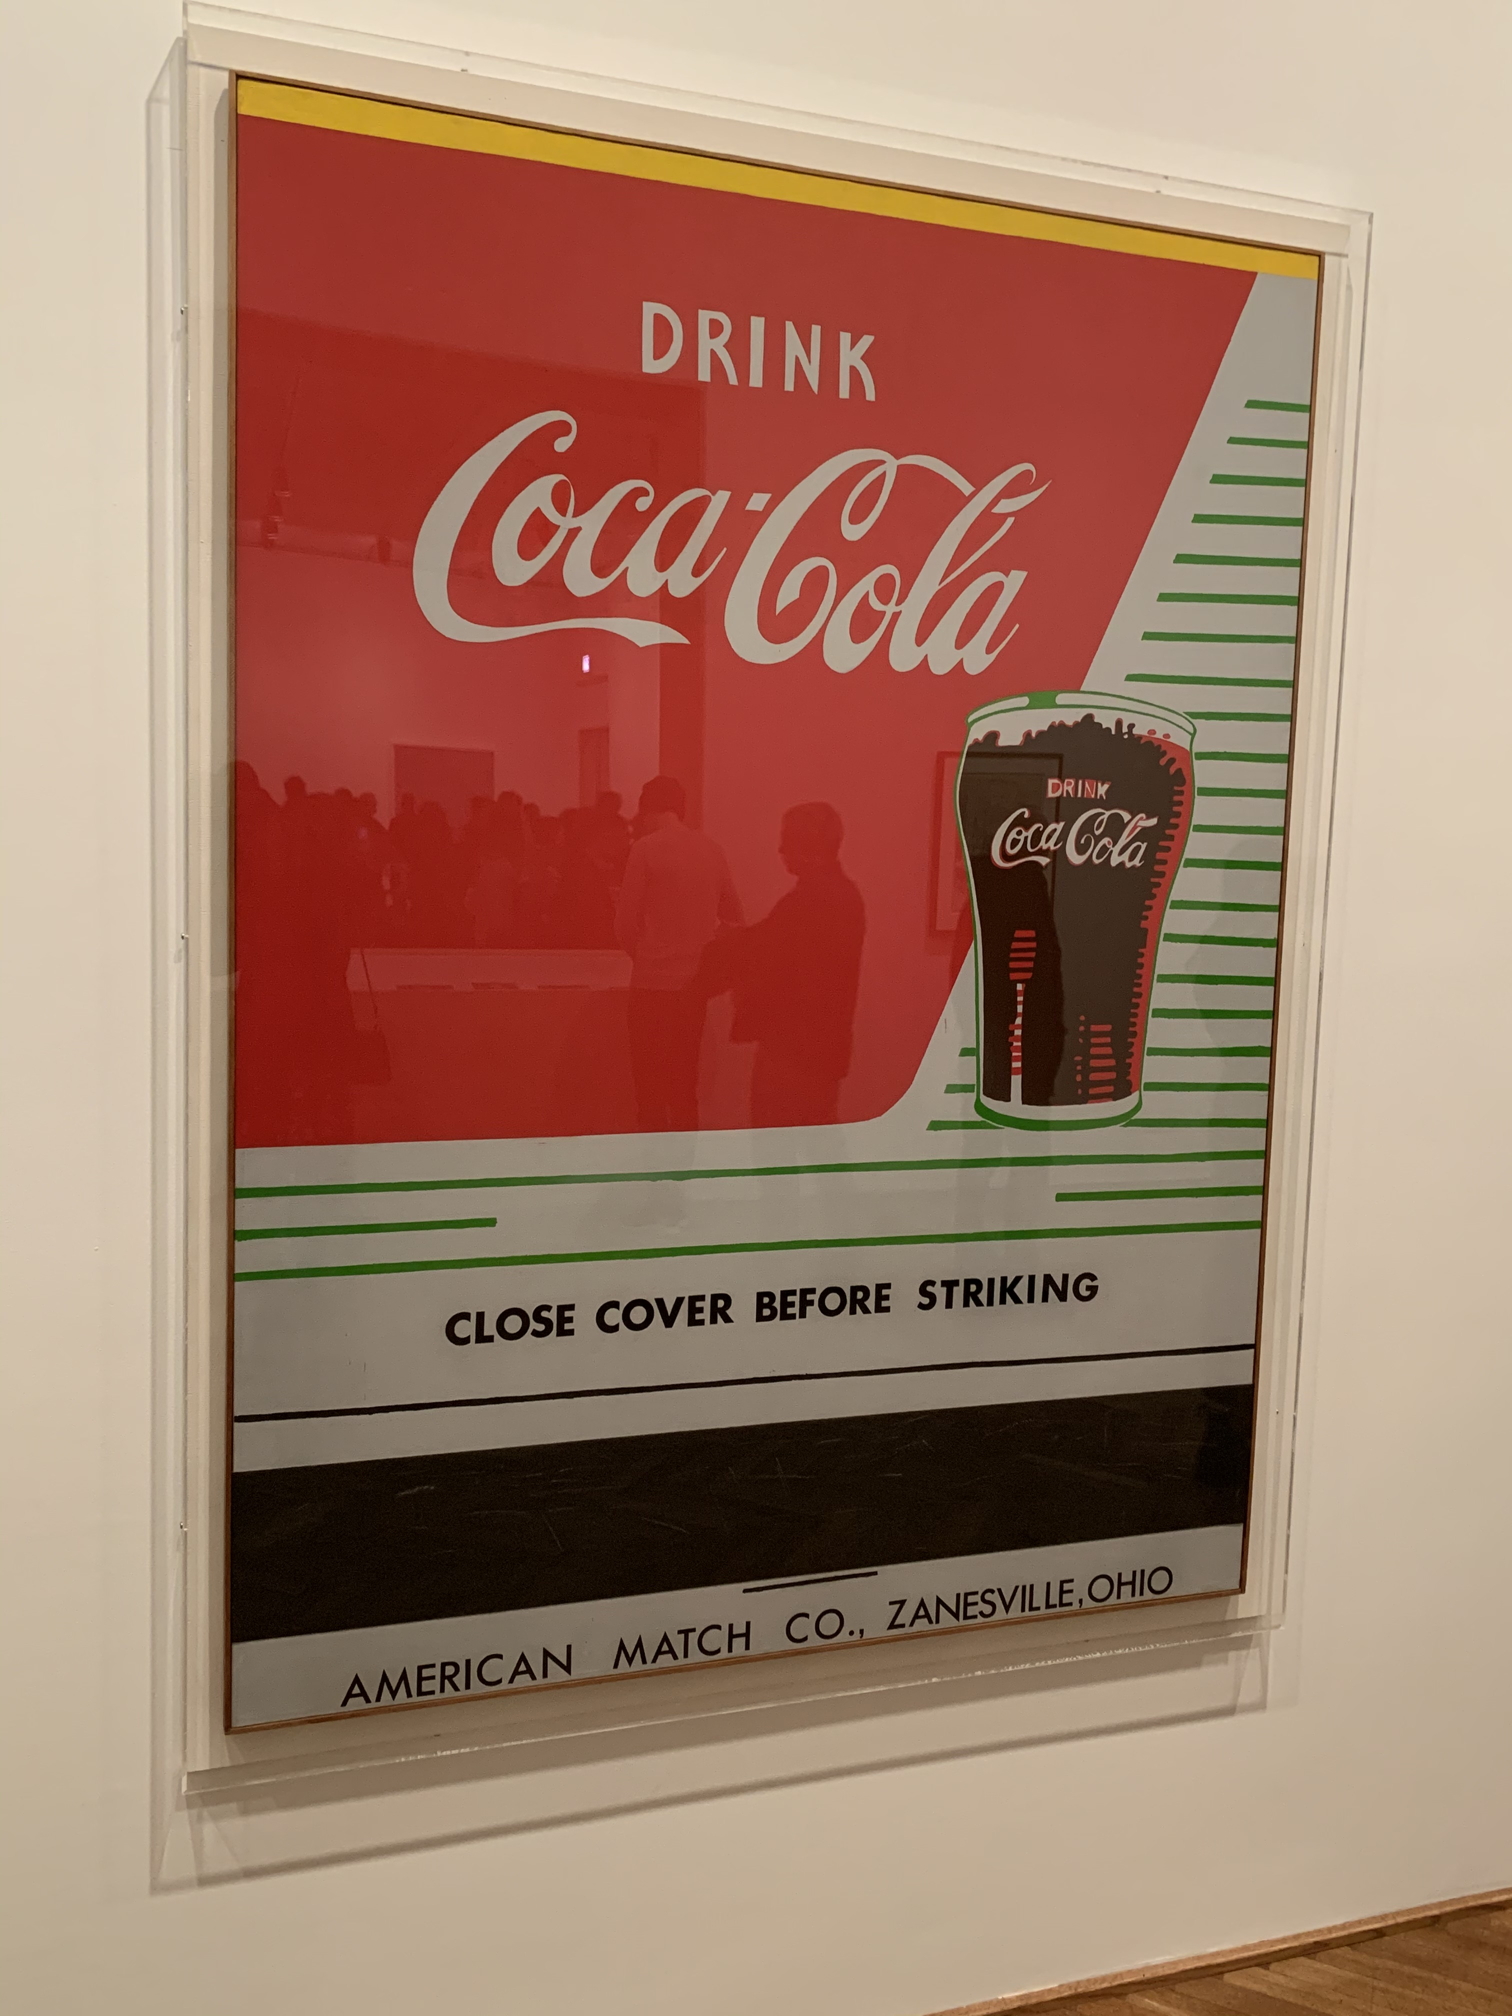 DRINK
Coca-Cola
DRINK
Coca Cola
CLOSE COVER BEFORE STRIKING
AMERICAN MATCH CO., ZANESVILLE, OHIO